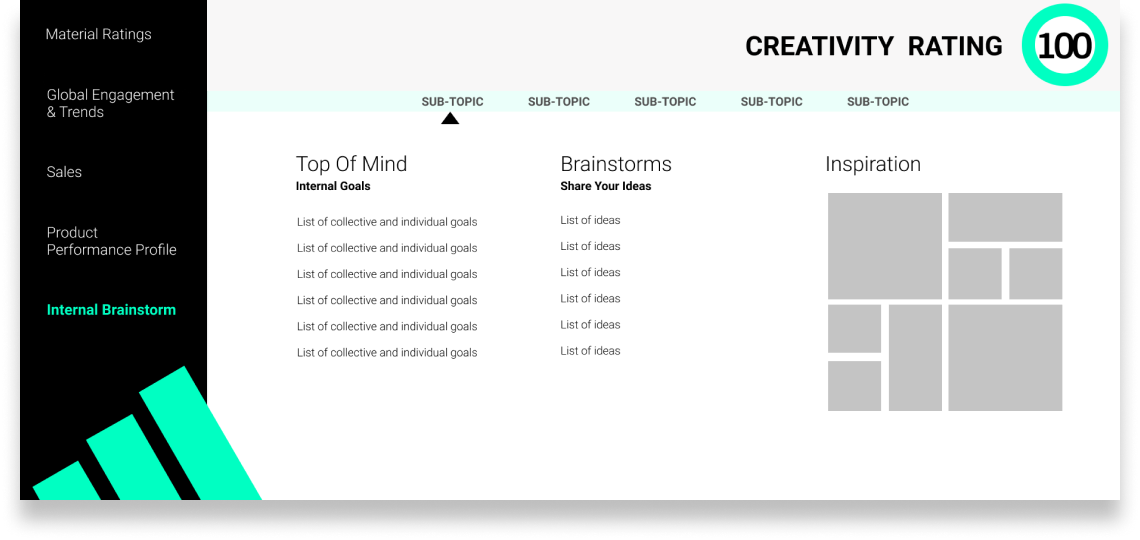 Material Ratings
Global Engagement
& Trends
Sales
Product
Performance Profile
Internal Brainstorm
CREATIVITY RATING
100
SUB-TOPIC SUB-TOPIC SUB-TOPIC SUB-TOPIC SUB-TOPIC
Top Of Mind
Internal Goals
List of collective and individual goals
List of collective and individual goals
List of collective and individual goals
List of collective and individual goals
List of collective and individual goals
List of collective and individual goals
Brainstorms
Share Your Ideas
List of ideas
List of ideas
List of ideas
List of ideas
List of ideas
List of ideas
Inspiration